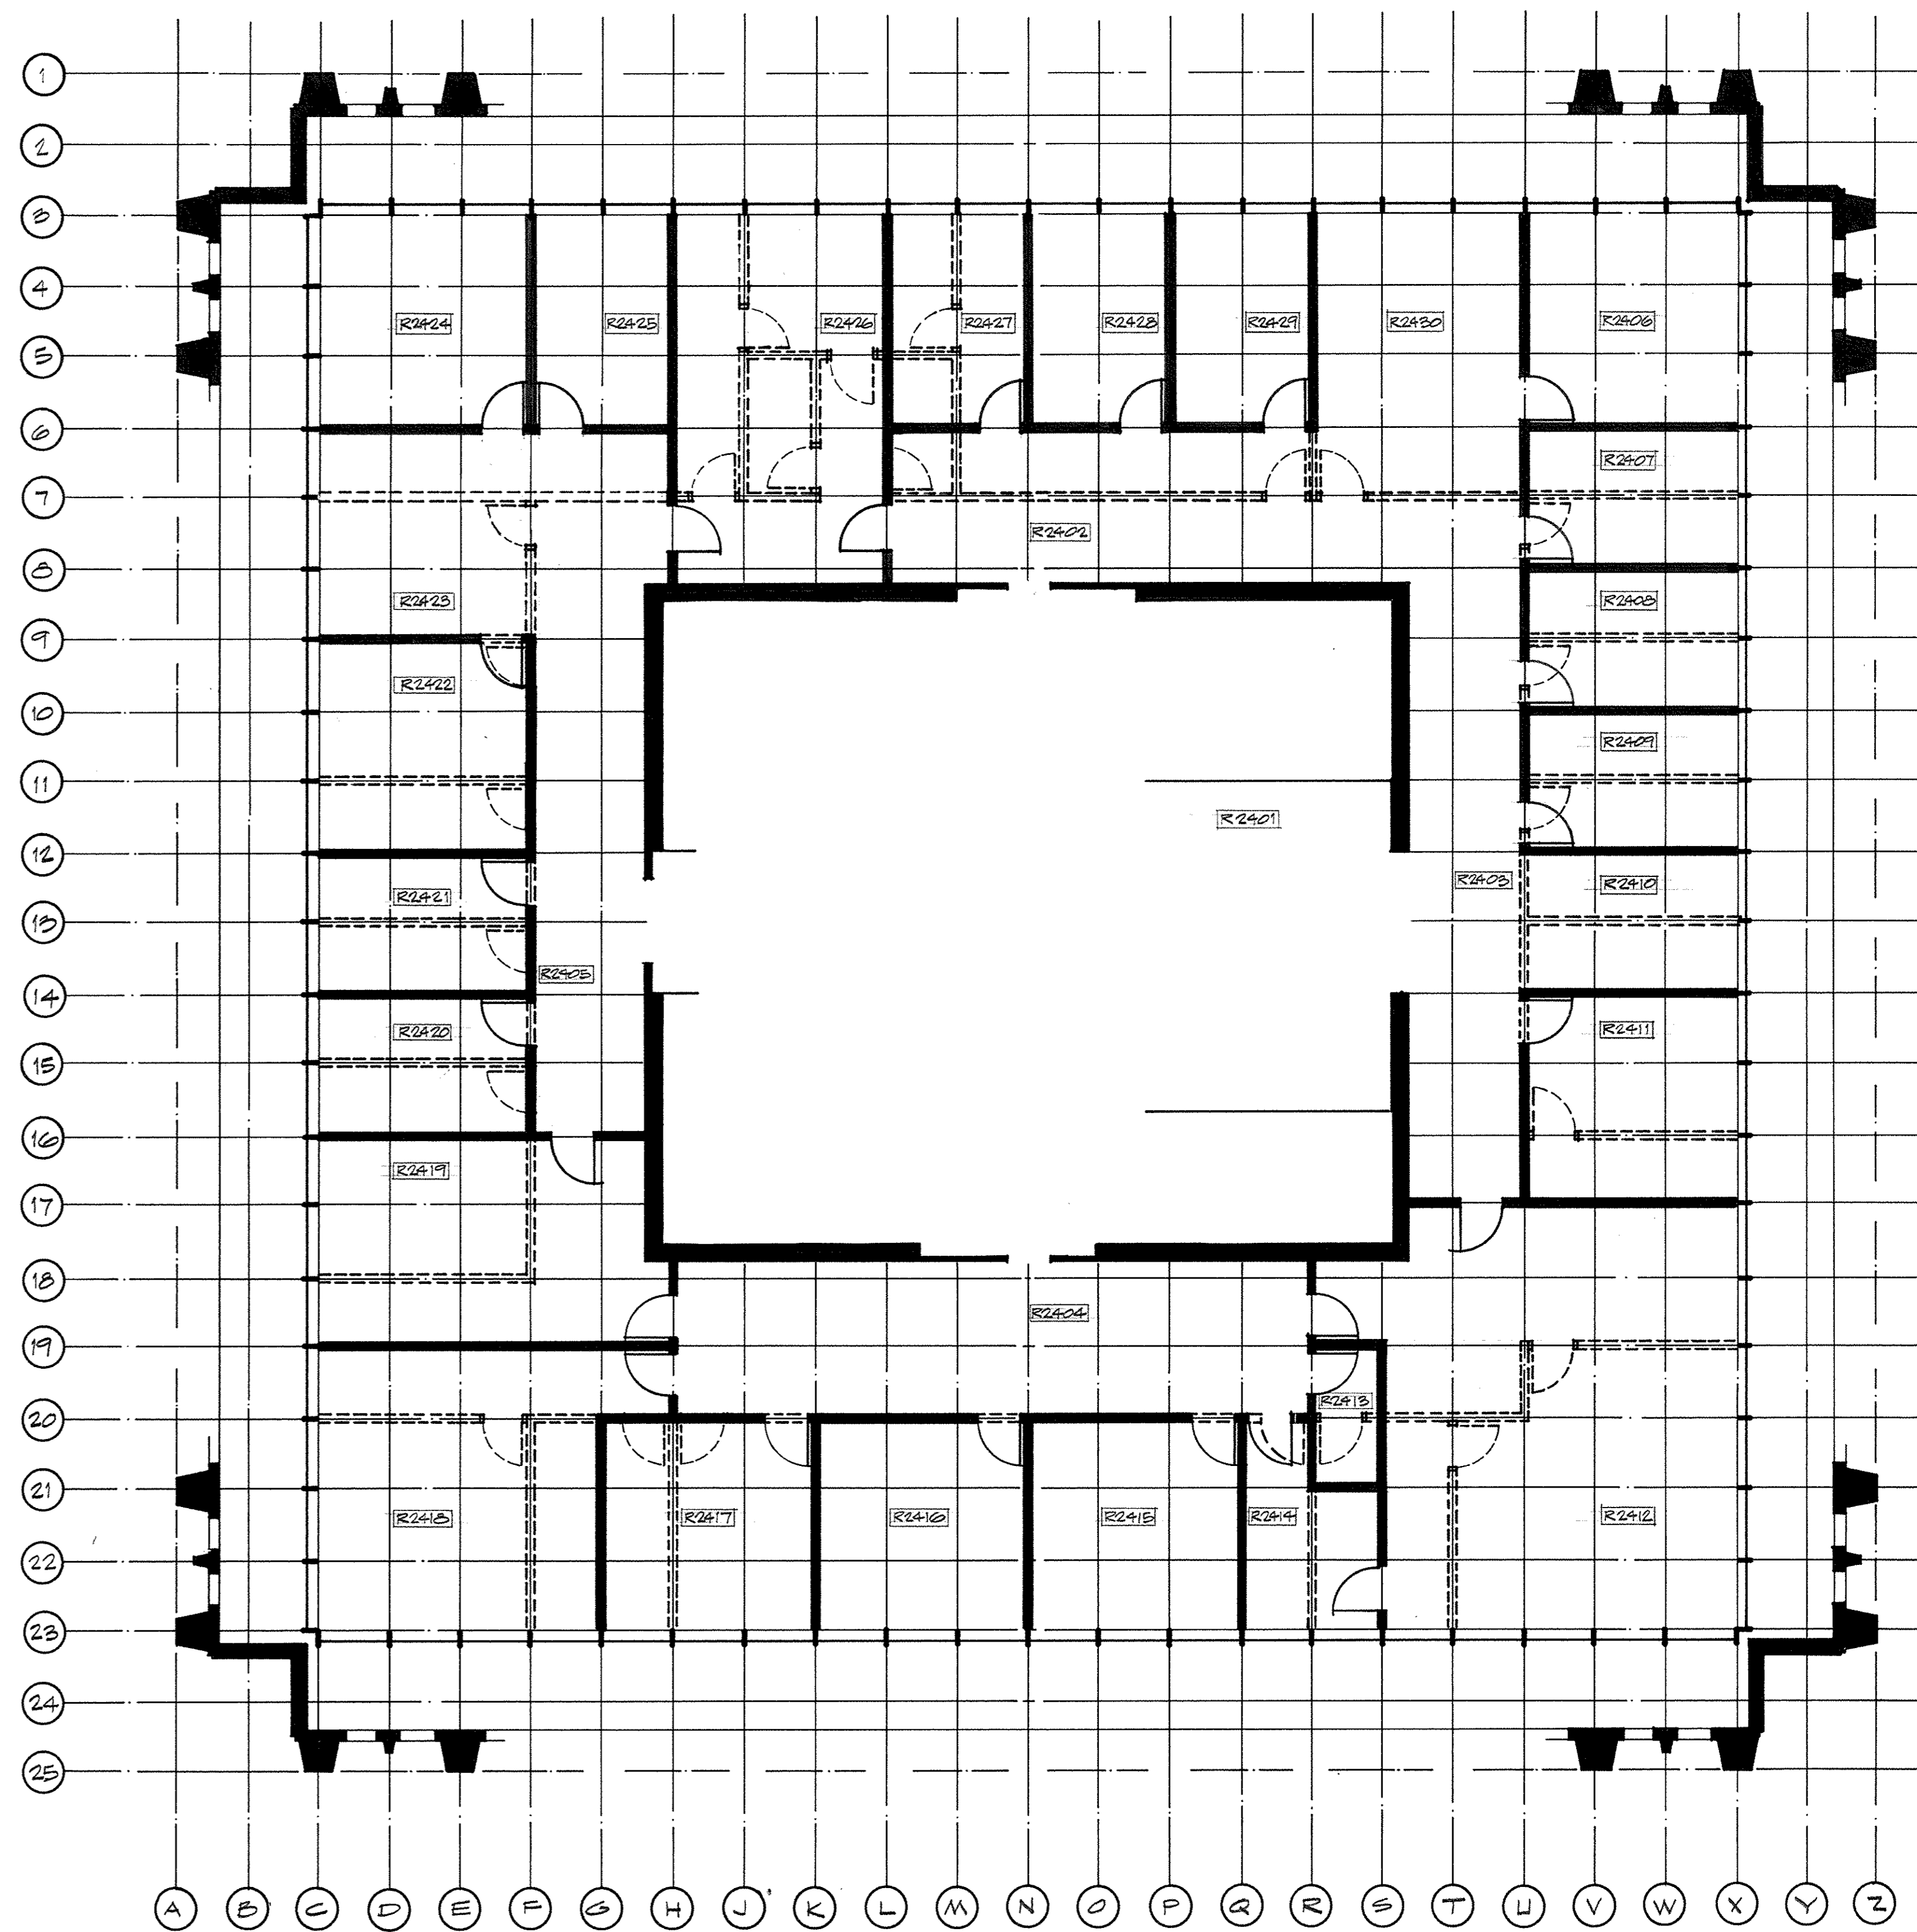 1
2
3
4
R2424
R2425
R2426
R2427
R2428
R2429
R2430
R2406
5
6
R2407
7
R2402
8
R2423
R2408
9
R2422
10
R2409
11
R2401
12
R2421
R2403
R2410
13
R2405
14
R2420
R2411
15
16
R2419
17
18
R2404
19
R2413
20
21
R2418
R2417
R2416
R2415
R2414
R2412
22
23
24
25
A B C D E F G H J K L M N O P Q R S T U V W X Y Z